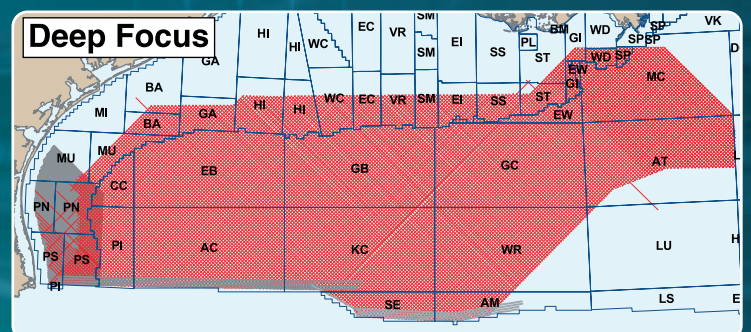 Deep Focus
HI
EC
SM
BM
WD
SP
VK
GA
HI
WC
VR
SM
EI
SS
PL
ST
GI
SP
SP
D
BA
EW
WD
SP
MC
MI
BA
GA
HI
HI
WC
EC
VR
SM
EI
SS
ST
GI
EW
MU
MU
EB
GB
GC
AT
L
CC
PN
PN
PI
AC
KC
WR
LU
H
PS
PS
PI
SE
AM
LS
E